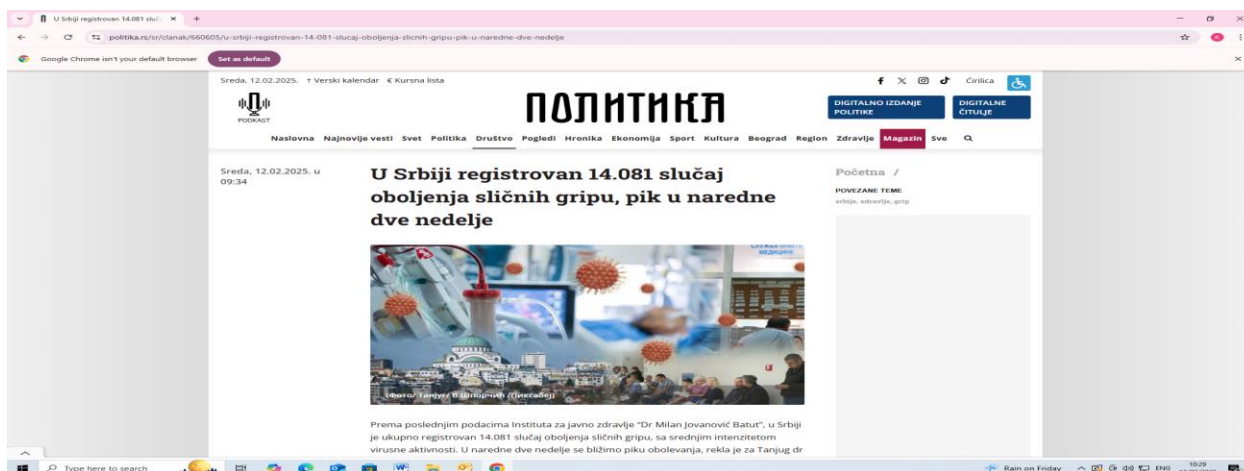 U Srbiji registrovan 14.081 sluč
politika.rs/sr/clanak/660605/u-srbiji-registrovan-14-081-slucaj-oboljenja-slicnih-gripu-pik-u-naredne-dve-nedelje
Google Chrome isn't your default browser Set as default
Sreda, 12.02.2025. † Verski kalendar € Kursna lista Ćirilica
PODKAST
ПОЛИТИКА
DIGITALNO IZDANJE POLITIKE
DIGITALNE ČITULJE
Naslovna Najnovije vesti Svet Politika Društvo Pogledi Hronika Ekonomija Sport Kultura Beograd Region Zdravlje Magazin Sve
Sreda, 12.02.2025. u
09:34
U Srbiji registrovan 14.081 slučaj
oboljenja sličnih gripu, pik u naredne
dve nedelje
Početna /
POVEZANE TEME
srbija, zdravlje, grip
МЕДИЦИНЕ
(Фото/ Танјуг/ В.Шпорчић /Пиксабеј)
Prema poslednjim podacima Instituta za javno zdravlje "Dr Milan Jovanović Batut", u Srbiji
je ukupno registrovan 14.081 slučaj oboljenja sličnih gripu, sa srednjim intenzitetom
virusne aktivnosti. U naredne dve nedelje se bližimo piku obolevanja, rekla je za Tanjug dr
Type here to search
Rain on Friday ENG 10:29